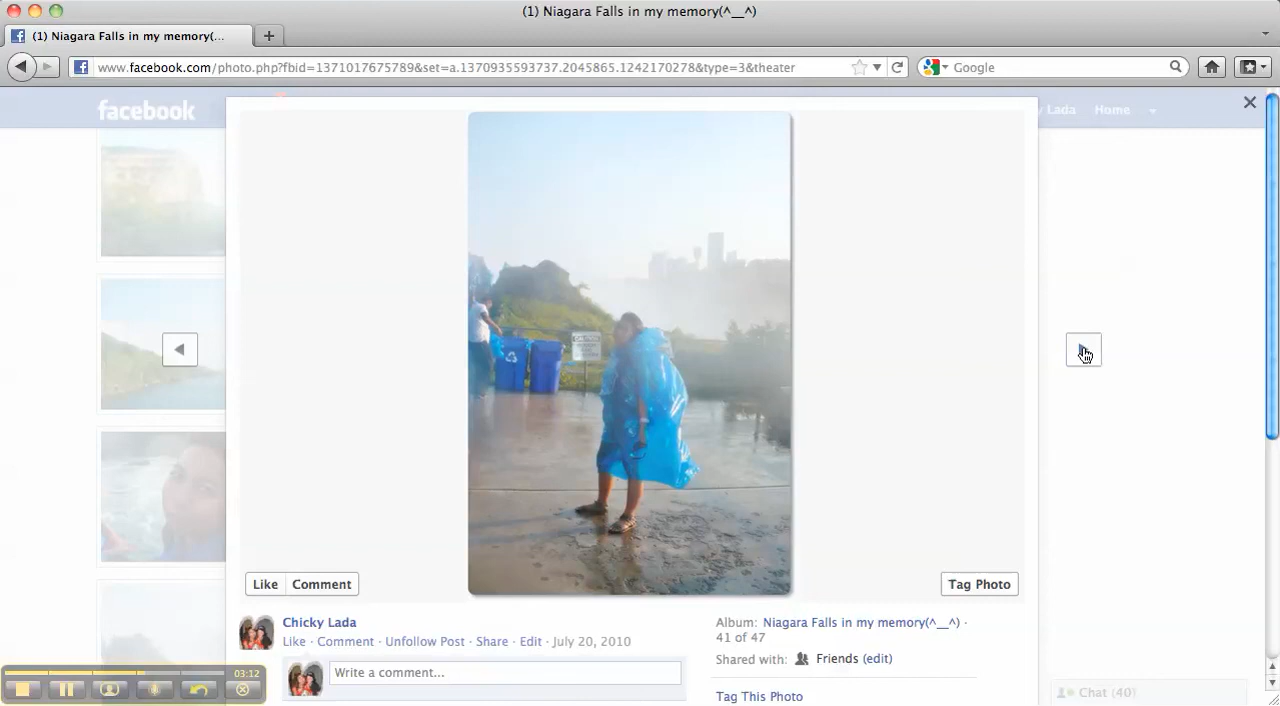 (1) Niagara Falls in my memory(^__^)
(1) Niagara Falls in my memory(...
www.facebook.com/photo.php?fbid=1371017675789&set=a.1370935593737.2045865.1242170278&type=3&theater
Google
facebook
Lada
Home
Like
Comment
Tag Photo
Chicky Lada
Like · Comment · Unfollow Post · Share · Edit · July 20, 2010
Write a comment...
Album: Niagara Falls in my memory(^__^) ·
41 of 47
Shared with: Friends (edit)
Tag This Photo
03:12
Chat (40)